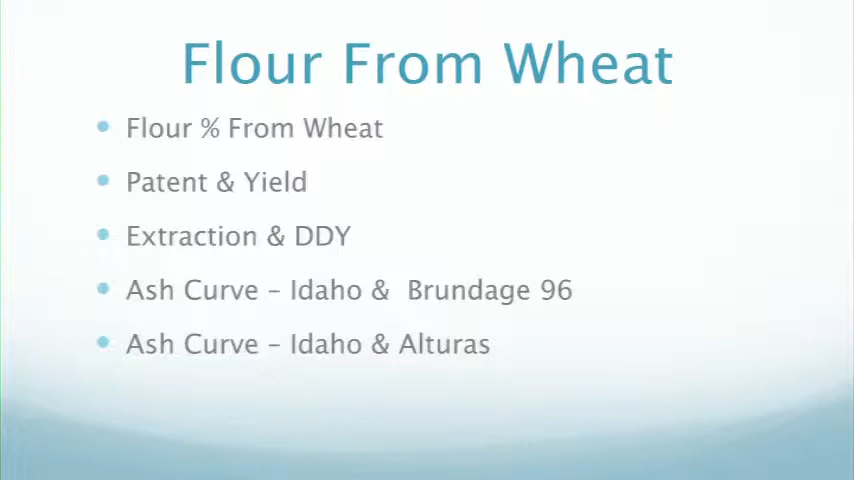 Flour From Wheat
Flour % From Wheat
Patent & Yield
Extraction & DDY
Ash Curve – Idaho & Brundage 96
Ash Curve – Idaho & Alturas